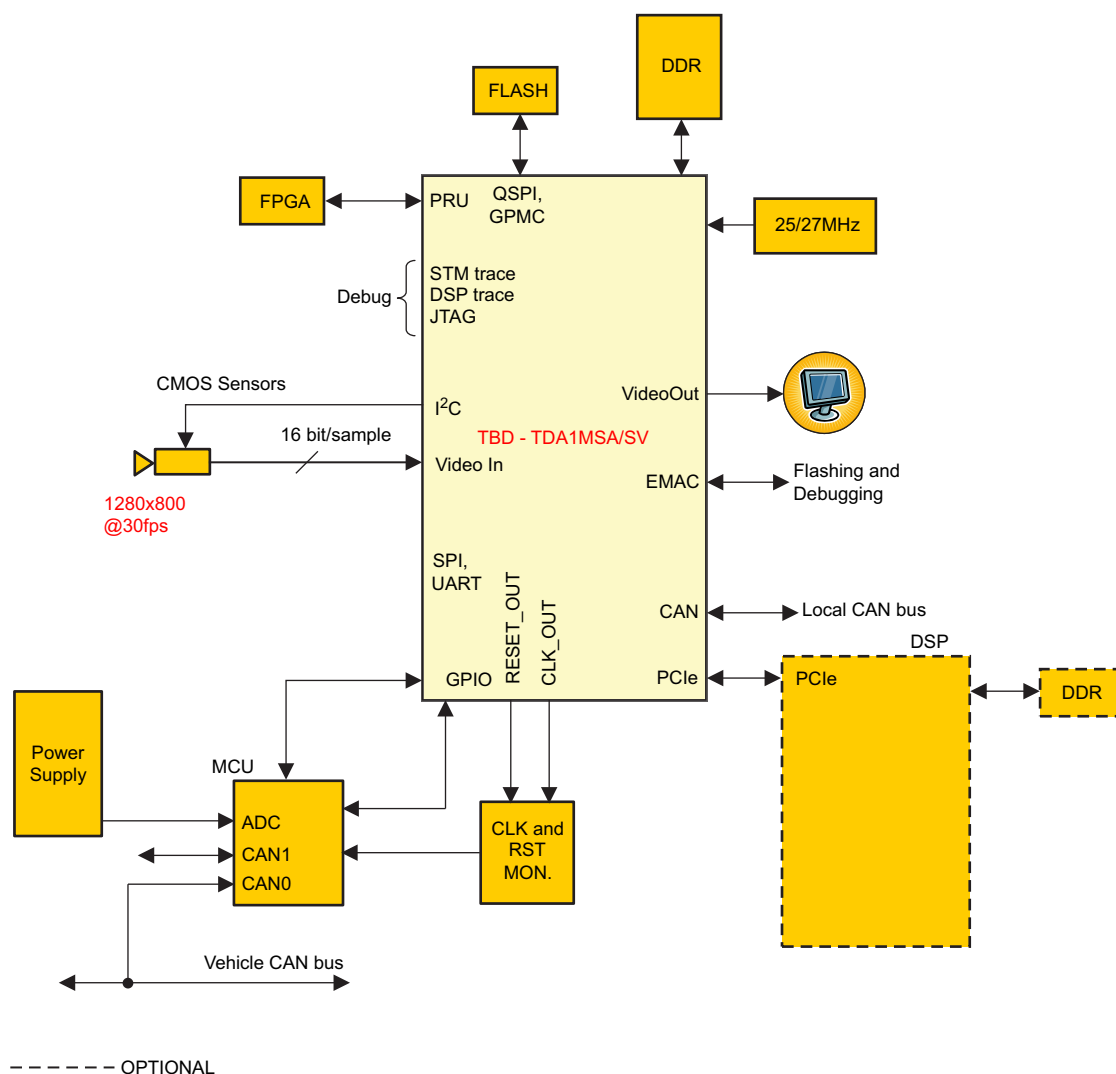 DDR
FLASH
FPGA
PRU
QSPI,
GPMC
25/27MHz
STM trace
Debug
DSP trace
JTAG
CMOS Sensors
VideoOut
I²C
16 bit/sample
TBD - TDA1MSA/SV
Video In
EMAC
Flashing and
Debugging
1280x800
@30fps
SPI,
UART
RESET_OUT
CLK_OUT
CAN
Local CAN bus
DSP
GPIO
PCIe
PCIe
DDR
Power
Supply
MCU
ADC
CAN1
CAN0
CLK and
RST
MON.
Vehicle CAN bus
OPTIONAL